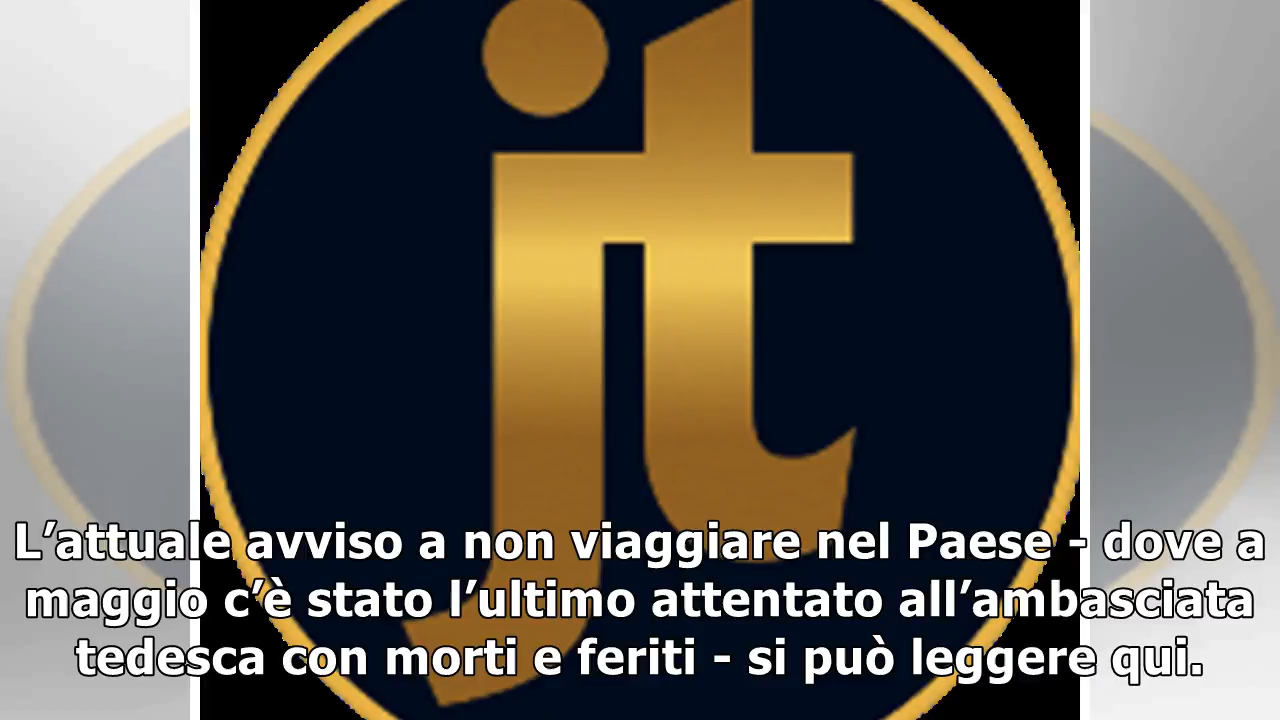 jt
L’attuale avviso a non viaggiare nel Paese - dove a
maggio c’è stato l’ultimo attentato all’ambasciata
tedesca con morti e feriti - si può leggere qui.